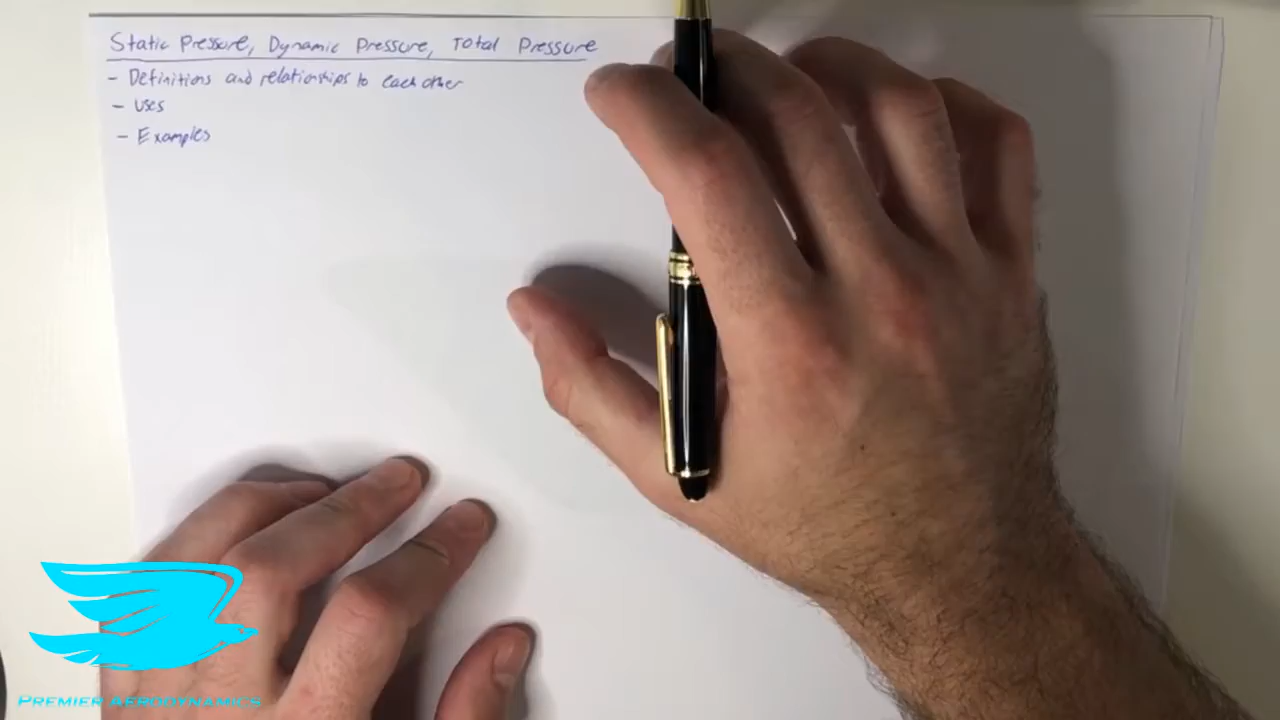 Static Pressure, Dynamic Pressure, Total Pressure
- Definitions and relationships to each other
- Uses
- Examples
PREMIER AERODYNAMICS